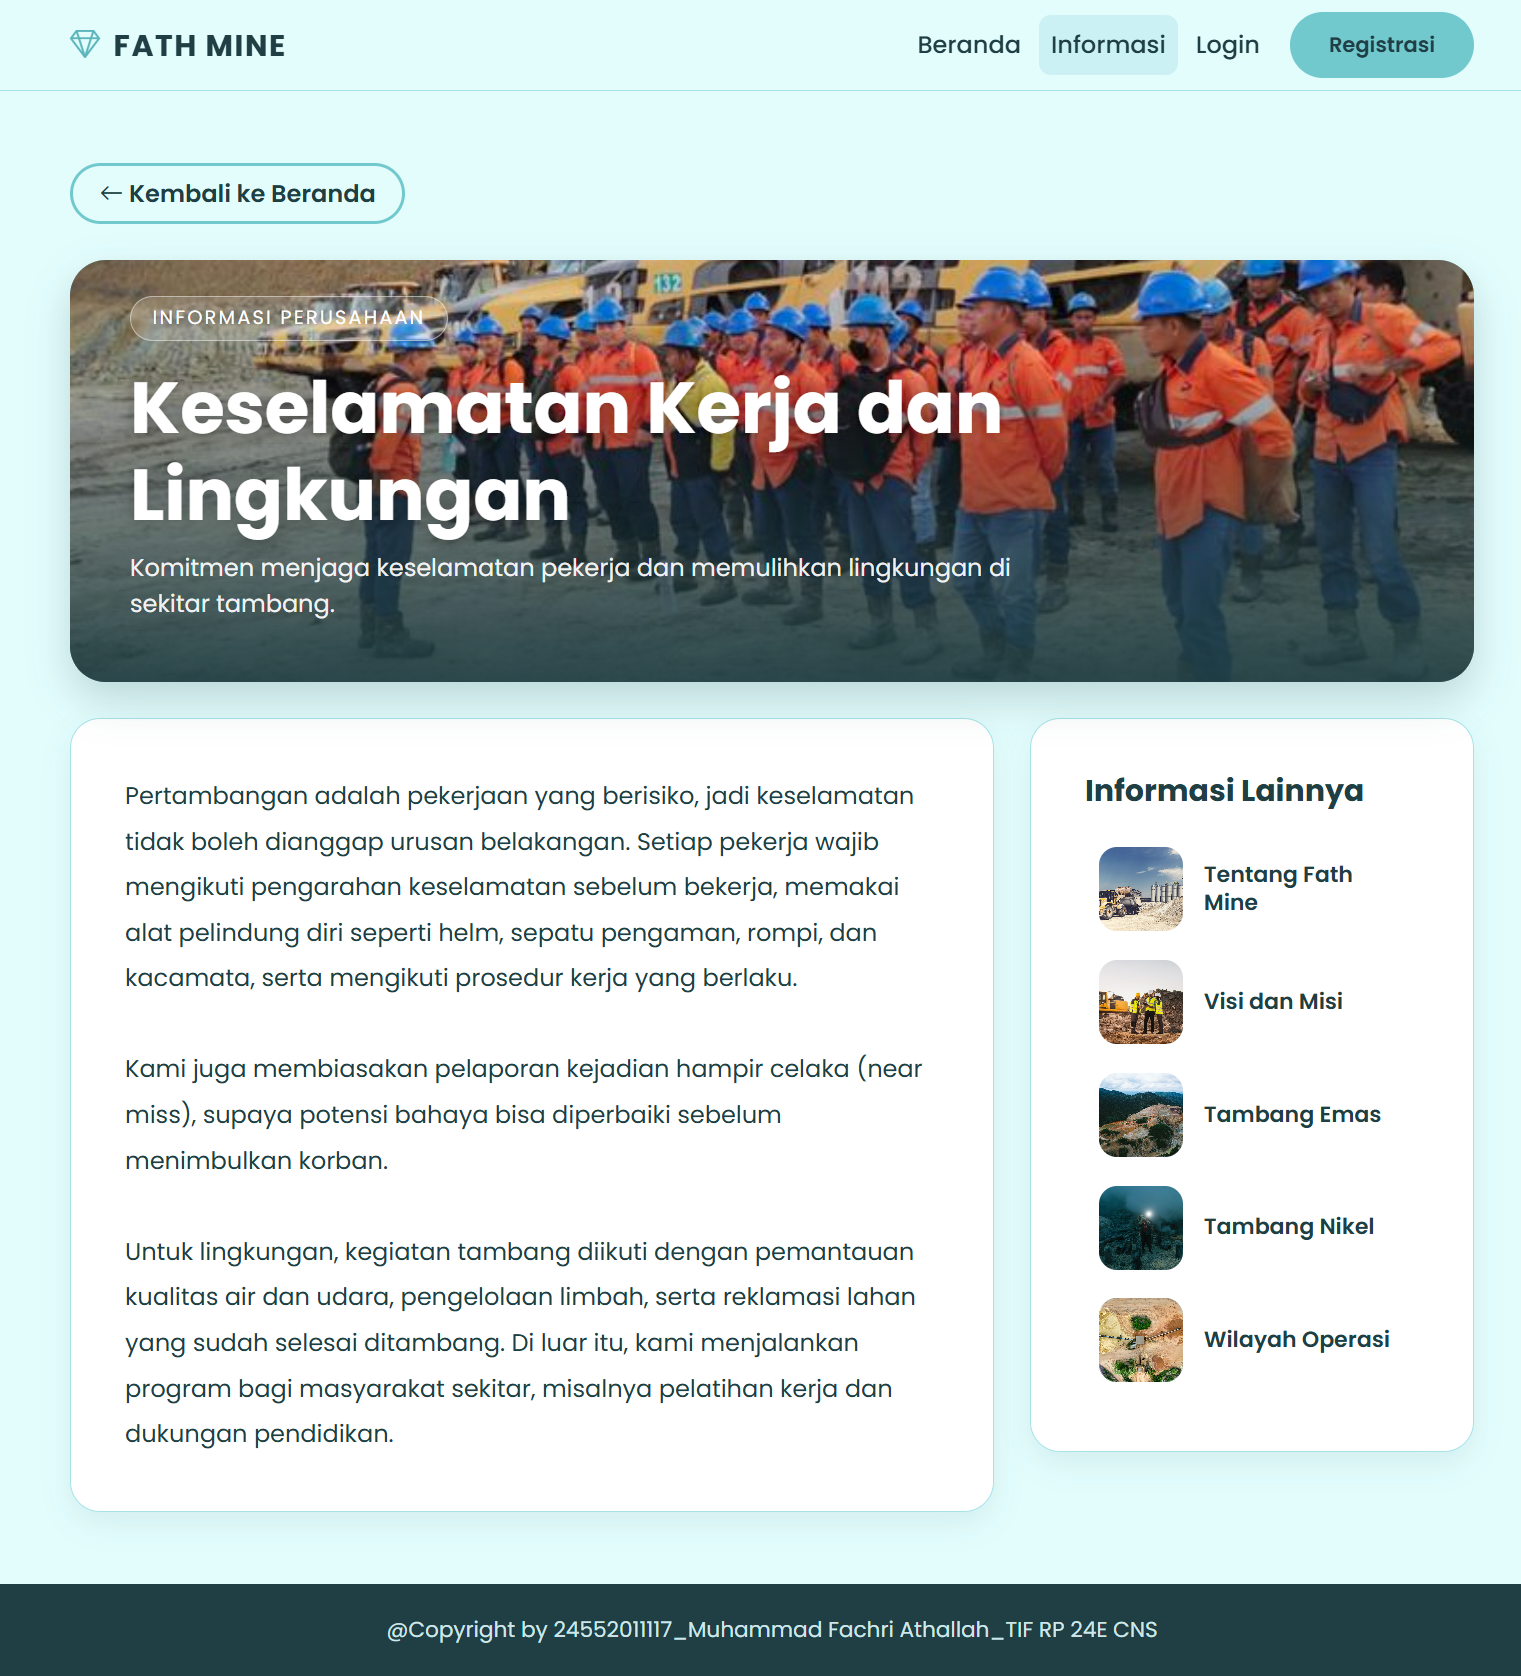 FATH MINE
Beranda
Informasi
Login
Registrasi
← Kembali ke Beranda
132
INFORMASI PERUSAHAAN
Keselamatan Kerja dan
Lingkungan
Komitmen menjaga keselamatan pekerja dan memulihkan lingkungan di
sekitar tambang.
Pertambangan adalah pekerjaan yang berisiko, jadi keselamatan
tidak boleh dianggap urusan belakangan. Setiap pekerja wajib
mengikuti pengarahan keselamatan sebelum bekerja, memakai
alat pelindung diri seperti helm, sepatu pengaman, rompi, dan
kacamata, serta mengikuti prosedur kerja yang berlaku.
Kami juga membiasakan pelaporan kejadian hampir celaka (near
miss), supaya potensi bahaya bisa diperbaiki sebelum
menimbulkan korban.
Untuk lingkungan, kegiatan tambang diikuti dengan pemantauan
kualitas air dan udara, pengelolaan limbah, serta reklamasi lahan
yang sudah selesai ditambang. Di luar itu, kami menjalankan
program bagi masyarakat sekitar, misalnya pelatihan kerja dan
dukungan pendidikan.
Informasi Lainnya
Tentang Fath
Mine
Visi dan Misi
Tambang Emas
Tambang Nikel
Wilayah Operasi
@Copyright by 24552011117_Muhammad Fachri Athallah_TIF RP 24E CNS